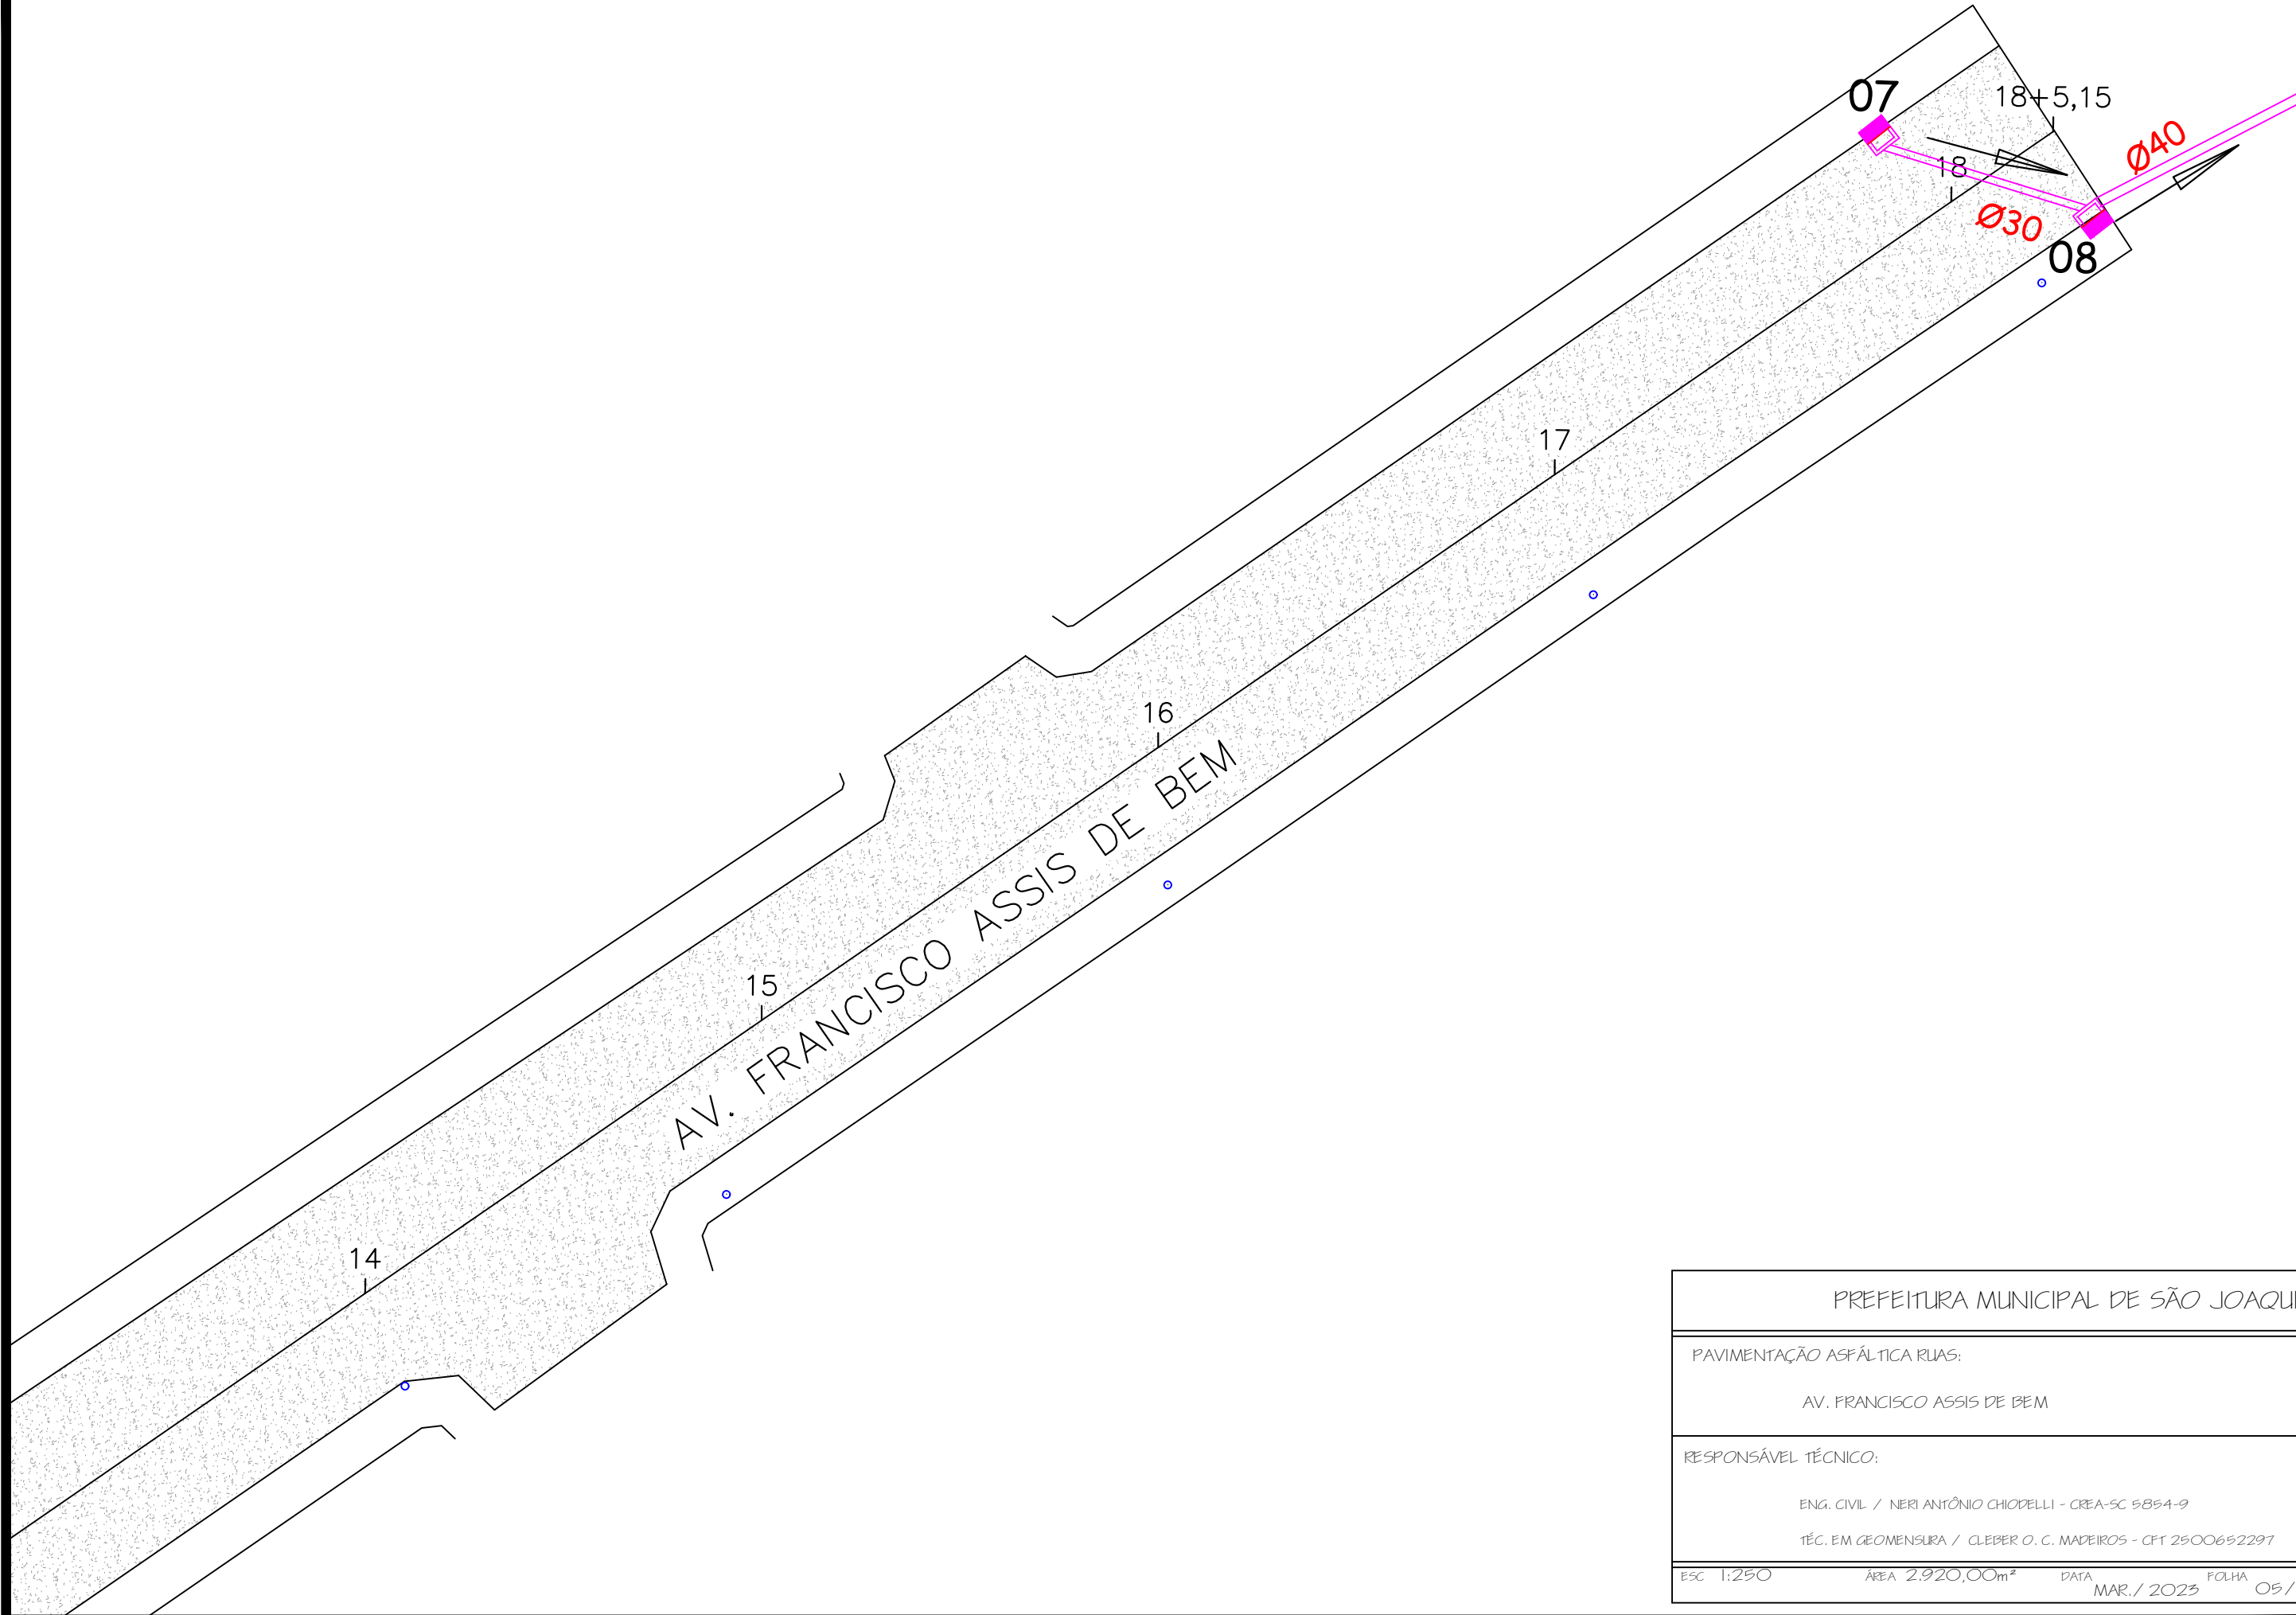 07
18+5,15
Ø40
18
Ø30
08
17
16
AV. FRANCISCO ASSIS DE BEM
15
14
PREFEITURA MUNICIPAL DE SÃO
PAVIMENTAÇÃO ASFÁLTICA RUAS:
AV. FRANCISCO ASSIS DE BEM
RESPONSÁVEL TÉCNICO:
ENG. CIVIL / NERI ANTÔNIO CHIODELLI - CREA-SC 5854-9
TÉC. EM GEOMENSURA / CLEBER O. C. MADEIROS - CFT 2500652297
ESC 1:250 ÁREA 2.920,00m² DATA MAR./ 2023 FOLHA 05/